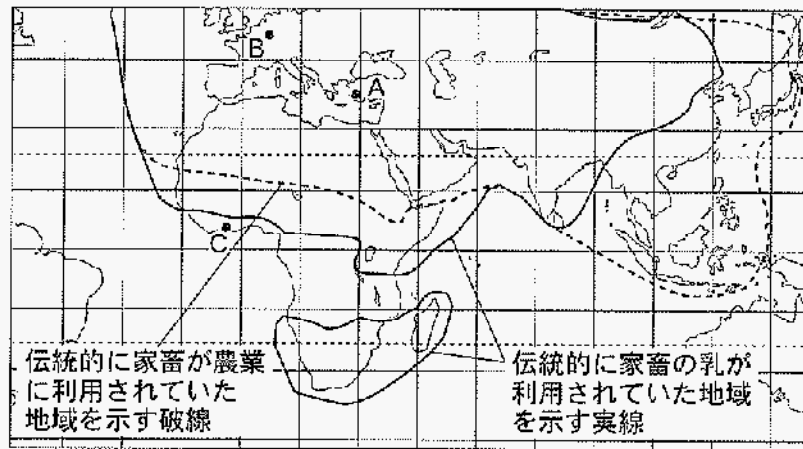 B
A
C
伝統的に家畜が農業
に利用されていた
地域を示す破線
伝統的に家畜の乳が
利用されていた地域
を示す実線